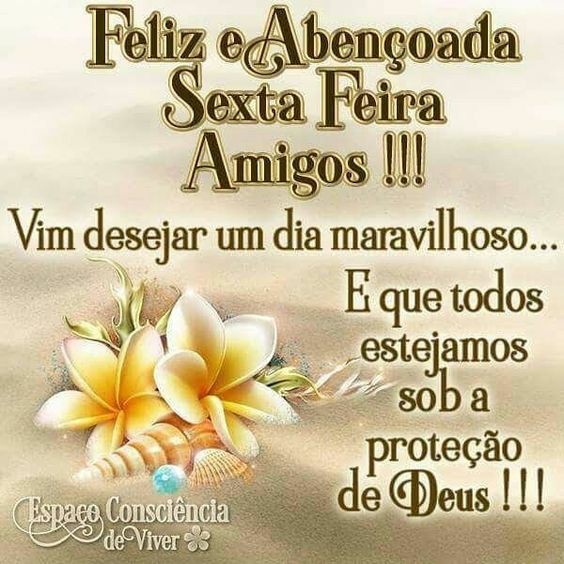 Feliz e Abençoada
Sexta Feira
Amigos !!!
Vim desejar um dia maravilhoso...
E que todos
estejamos
sob a
proteção
de Deus !!!
Espaço Consciência
de Viver